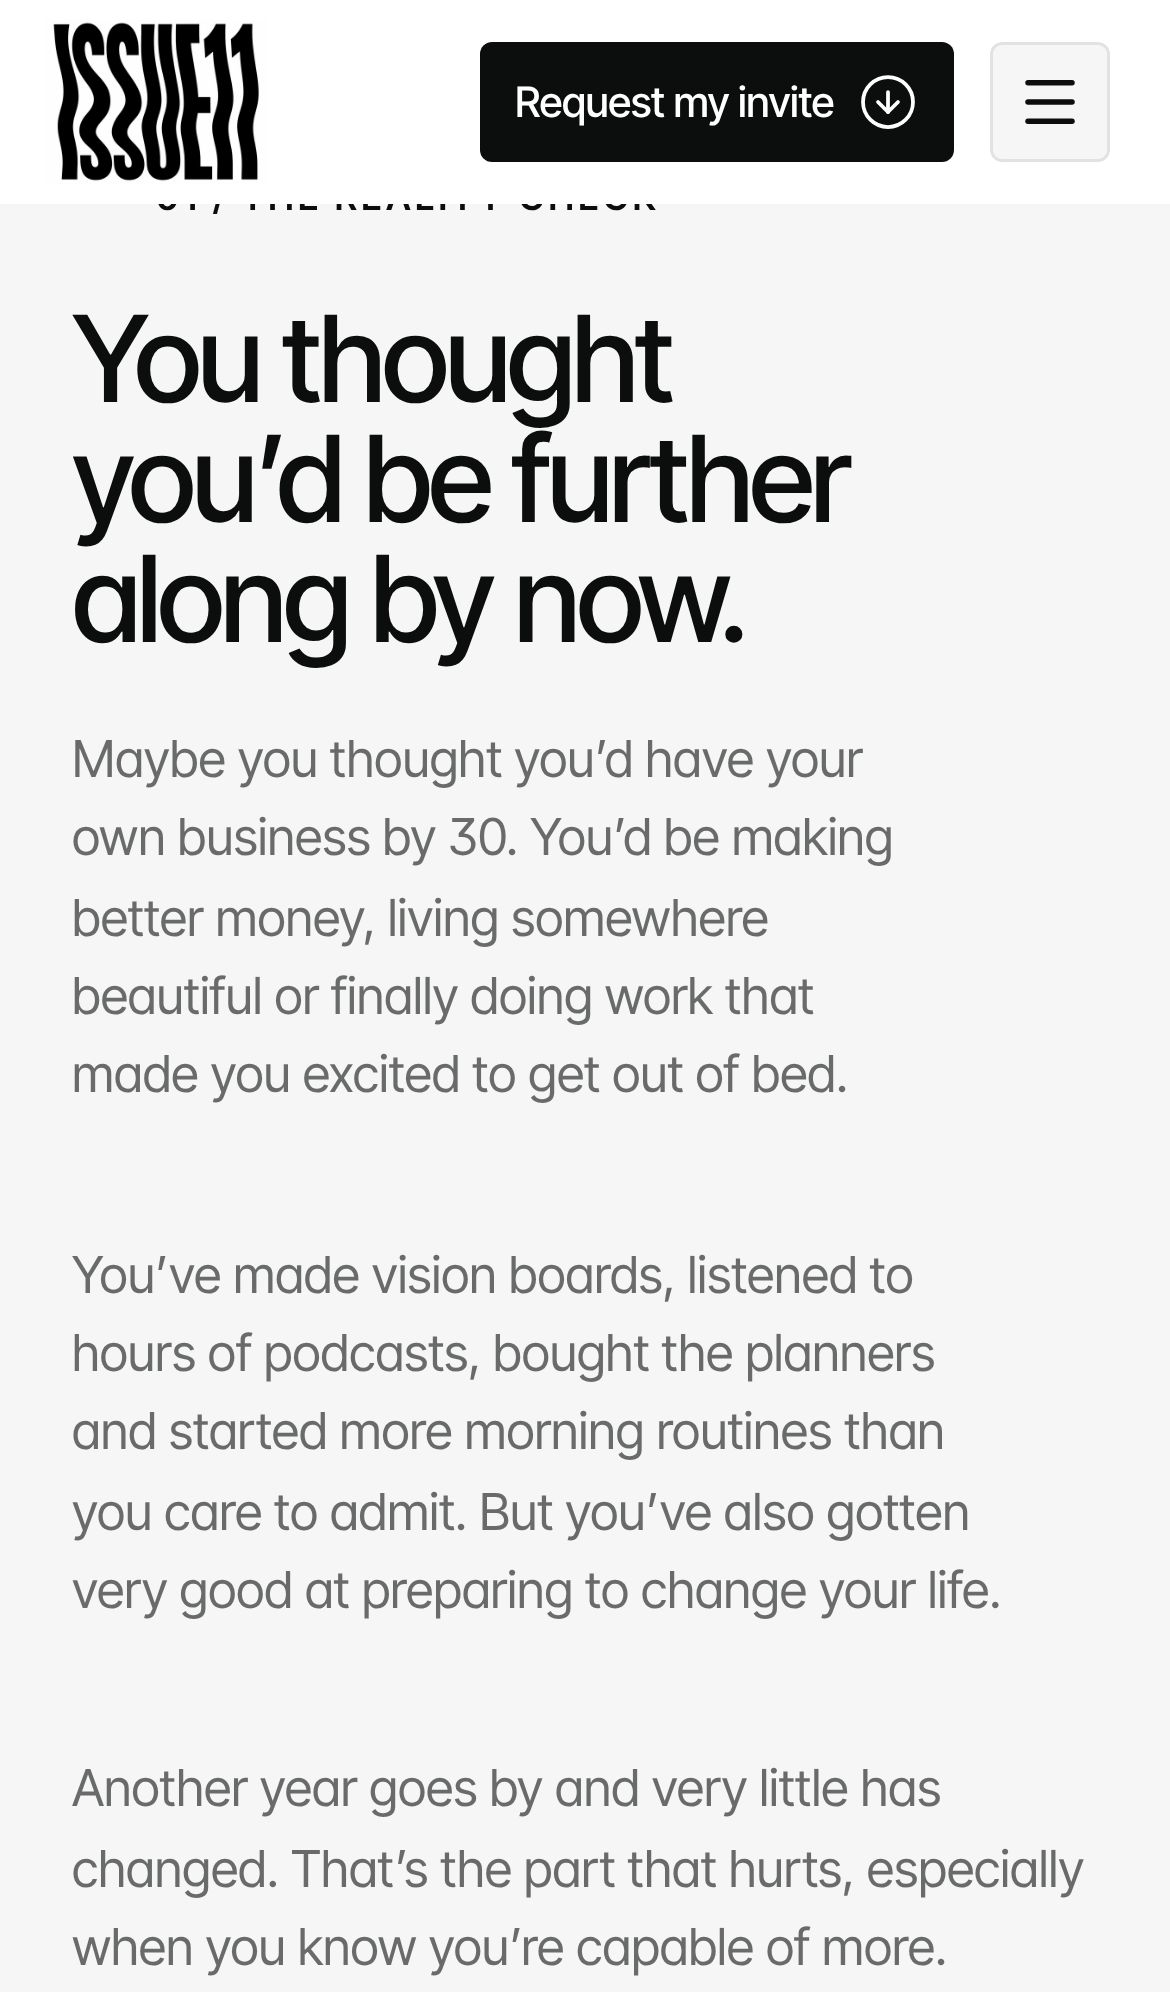 ISSUE11
Request my invite
01 / THE REALITY CHECK
You thought
you’d be further
along by now.
Maybe you thought you’d have your
own business by 30. You’d be making
better money, living somewhere
beautiful or finally doing work that
made you excited to get out of bed.
You’ve made vision boards, listened to
hours of podcasts, bought the planners
and started more morning routines than
you care to admit. But you’ve also gotten
very good at preparing to change your life.
Another year goes by and very little has
changed. That’s the part that hurts, especially
when you know you’re capable of more.